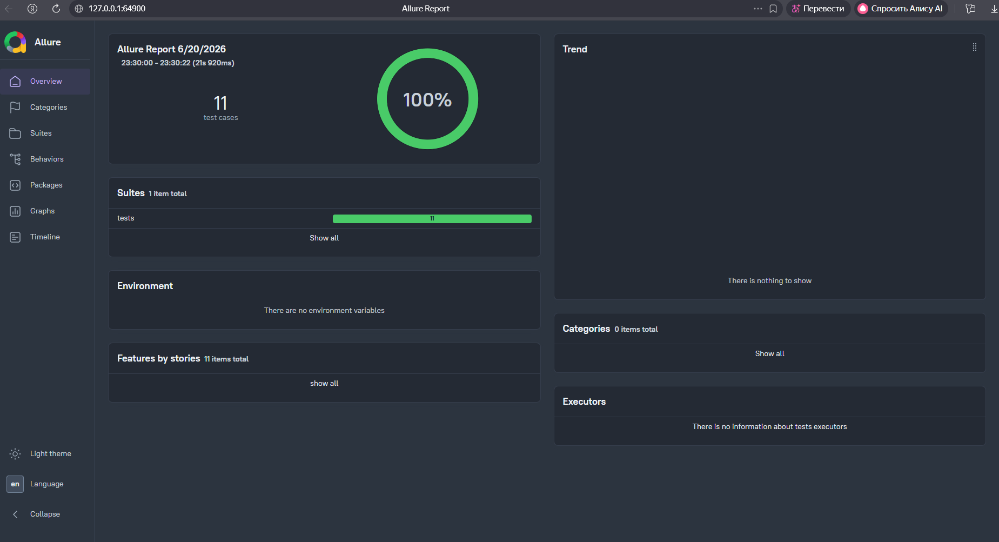 127.0.0.1:64900
Allure Report
Перевести
Спросить Алису AI
Allure
Overview
Categories
Suites
Behaviors
Packages
Graphs
Timeline
Light theme
en
Language
Collapse
Allure Report 6/20/2026
23:30:00 - 23:30:22 (21s 920ms)
11
test cases
100%
Suites 1 item total
tests
11
Show all
Environment
There are no environment variables
Features by stories 11 items total
show all
Trend
There is nothing to show
Categories 0 items total
Show all
Executors
There is no information about tests executors